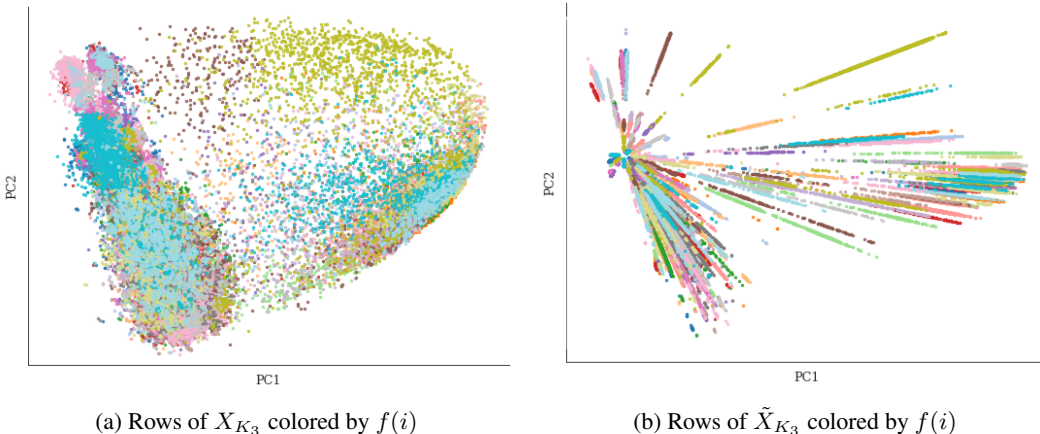 PC2
PC1
(a) Rows of $X_{K_3}$ colored by $f(i)$
PC2
PC1
(b) Rows of $\tilde{X}_{K_3}$ colored by $f(i)$